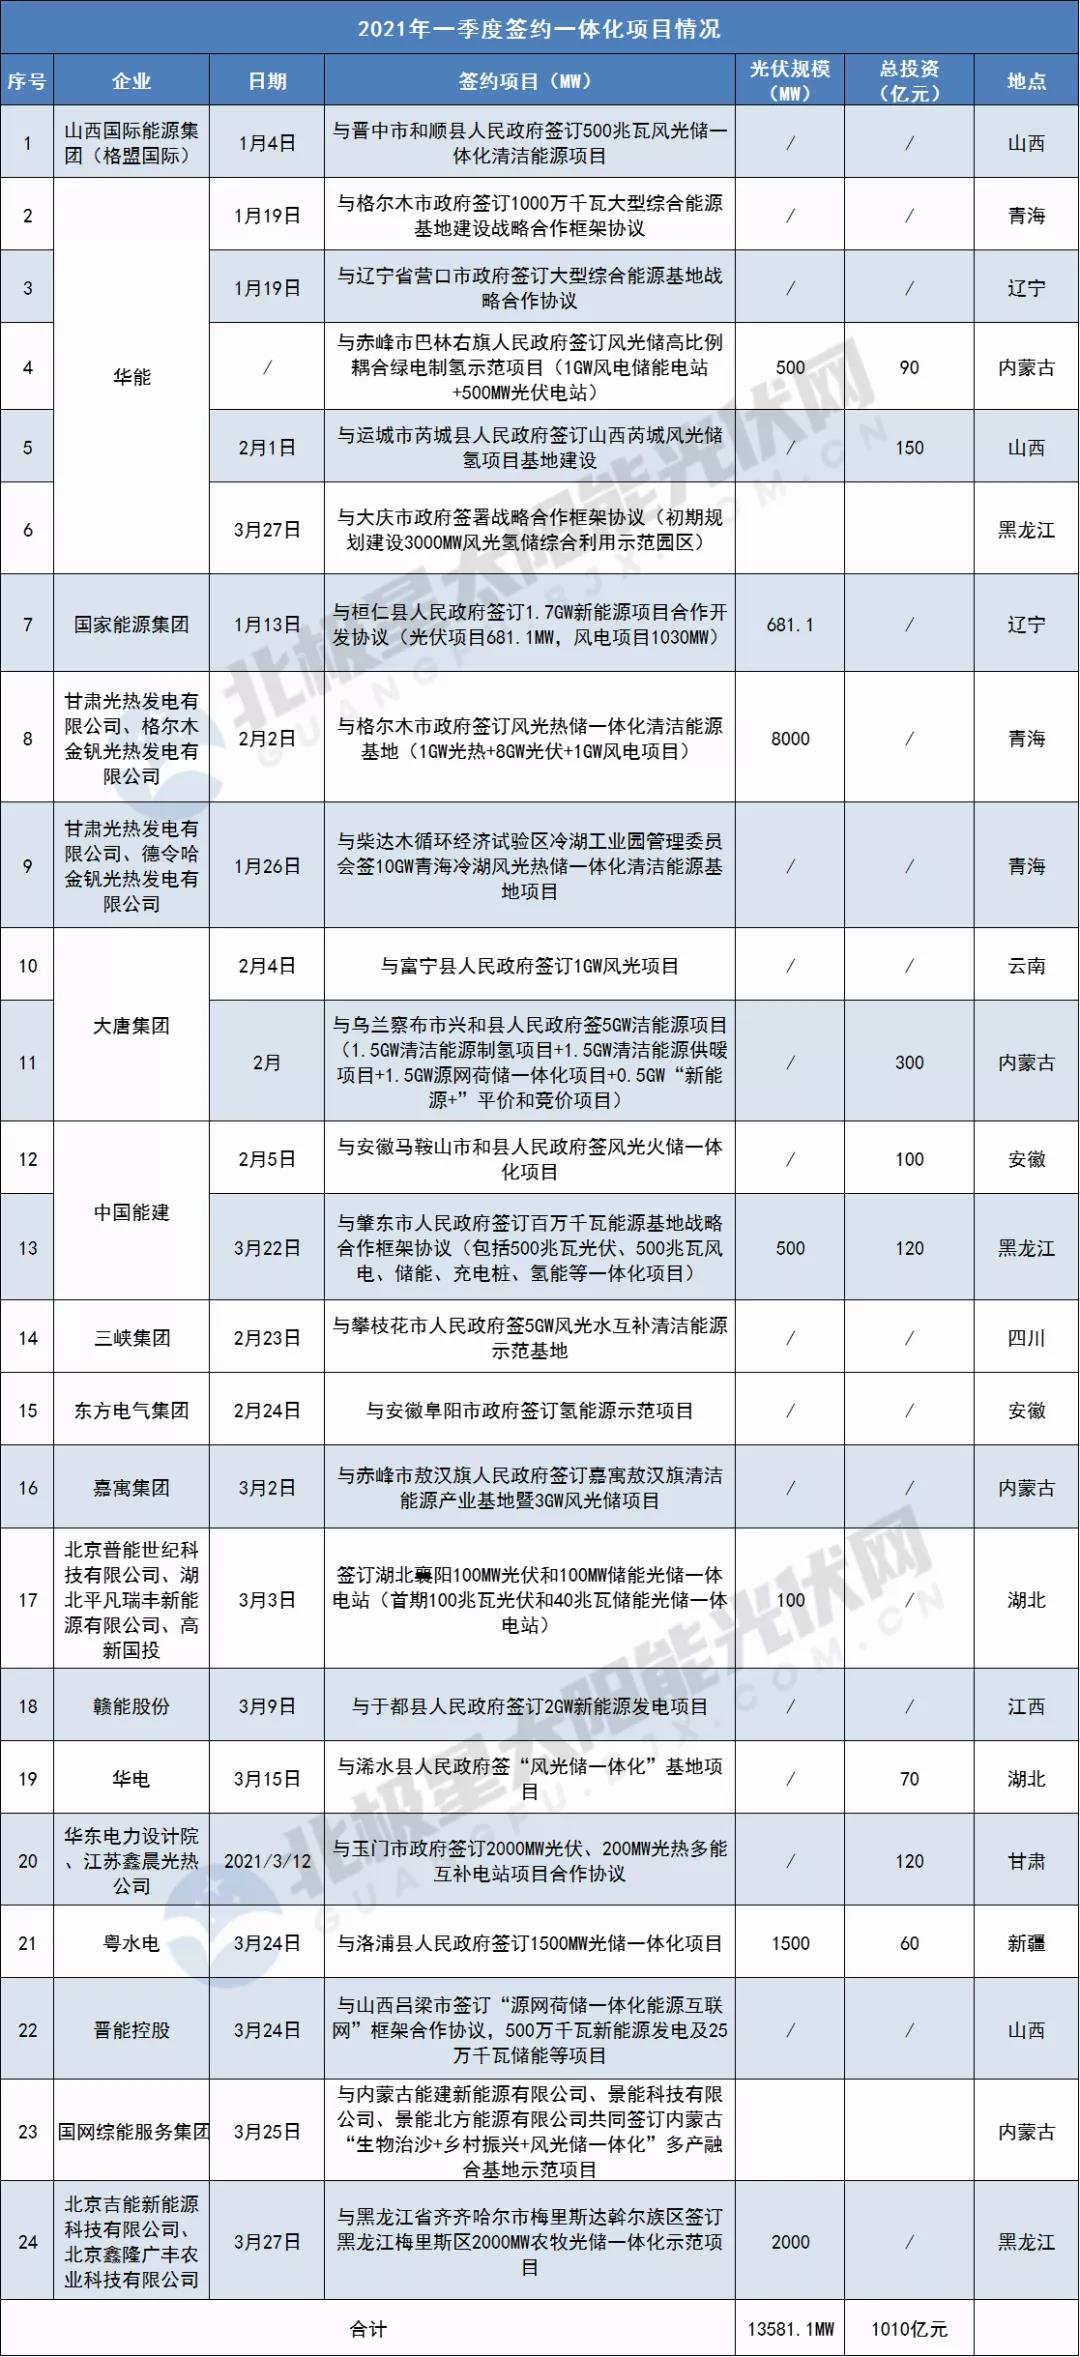 2021年一季度签约一体化项目情况
序号 企业 日期 签约项目（MW） 光伏规模（MW） 总投资（亿元） 地点
1 山西国际能源集团（格盟国际） 1月4日 与晋中市和顺县人民政府签订500兆瓦风光储一体化清洁能源项目 / / 山西
2 华能 1月19日 与格尔木市政府签订1000万千瓦大型综合能源基地建设战略合作框架协议 / / 青海
3 1月19日 与辽宁省营口市政府签订大型综合能源基地战略合作协议 / / 辽宁
4 / 与赤峰市巴林右旗人民政府签订风光储高比例耦合绿电制氢示范项目（1GW风电储能电站+500MW光伏电站） 500 90 内蒙古
5 2月1日 与运城市芮城县人民政府签订山西芮城风光储氢项目基地建设 / 150 山西
6 3月27日 与大庆市政府签署战略合作框架协议（初期规划建设3000MW风光氢储综合利用示范园区） 黑龙江
7 国家能源集团 1月13日 与桓仁县人民政府签订1.7GW新能源项目合作开发协议（光伏项目681.1MW，风电项目1030MW） 681.1 / 辽宁
8 甘肃光热发电有限公司、格尔木金钒光热发电有限公司 2月2日 与格尔木市政府签订风光热储一体化清洁能源基地（1GW光热+8GW光伏+1GW风电项目） 8000 / 青海
9 甘肃光热发电有限公司、德令哈金钒光热发电有限公司 1月26日 与柴达木循环经济试验区冷湖工业园管理委员会签10GW青海冷湖风光热储一体化清洁能源基地项目 / / 青海
10 大唐集团 2月4日 与富宁县人民政府签订1GW风光项目 / / 云南
11 2月 与乌兰察布市兴和县人民政府签5GW洁能源项目（1.5GW清洁能源制氢项目+1.5GW清洁能源供暖项目+1.5GW源网荷储一体化项目+0.5GW“新能源+”平价和竞价项目） / 300 内蒙古
12 中国能建 2月5日 与安徽马鞍山市和县人民政府签风光火储一体化项目 / 100 安徽
13 3月22日 与肇东市人民政府签订百万千瓦能源基地战略合作框架协议（包括500兆瓦光伏、500兆瓦风电、储能、充电桩、氢能等一体化项目） 500 120 黑龙江
14 三峡集团 2月23日 与攀枝花市人民政府签5GW风光水互补清洁能源示范基地 / / 四川
15 东方电气集团 2月24日 与安徽阜阳市政府签订氢能源示范项目 / / 安徽
16 嘉寓集团 3月2日 与赤峰市敖汉旗人民政府签订嘉寓敖汉旗清洁能源产业基地暨3GW风光储项目 / / 内蒙古
17 北京普能世纪科技有限公司、湖北平凡瑞丰新能源有限公司、高新国投 3月3日 签订湖北襄阳100MW光伏和100MW储能光储一体电站（首期100兆瓦光伏和40兆瓦储能光储一体电站） 100 / 湖北
18 赣能股份 3月9日 与于都县人民政府签订2GW新能源发电项目 / / 江西
19 华电 3月15日 与浠水县人民政府签“风光储一体化”基地项目 / 70 湖北
20 华东电力设计院、江苏鑫晨光热公司 2021/3/12 与玉门市政府签订2000MW光伏、200MW光热多能互补电站项目合作协议 / 120 甘肃
21 粤水电 3月24日 与洛浦县人民政府签订1500MW光储一体化项目 1500 60 新疆
22 晋能控股 3月24日 与山西吕梁市签订“源网荷储一体化能源互联网”框架合作协议，500万千瓦新能源发电及25万千瓦储能等项目 / / 山西
23 国网综能服务集团 3月25日 与内蒙古能建新能源有限公司、景能科技有限公司、景能北方能源有限公司共同签订内蒙古“生物治沙+乡村振兴+风光储一体化”多产融合基地示范项目 内蒙古
24 北京吉能新能源科技有限公司、北京鑫隆广丰农业科技有限公司 3月27日 与黑龙江省齐齐哈尔市梅里斯达斡尔族区签订黑龙江梅里斯区2000MW农牧光储一体化示范项目 2000 / 黑龙江
合计 13581.1MW 1010亿元
北极星太阳能光伏网
GUANGFU.BJX.COM.CN
北极星太阳能光伏网
GUANGFU.BJX.COM.CN